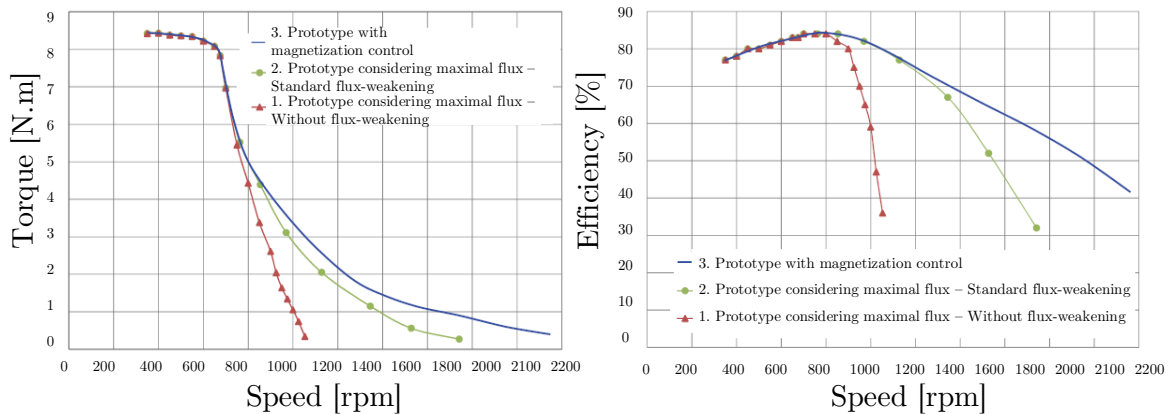 9
8
7
6
5
4
3
2
1
0
Torque [N.m]
3. Prototype with
magnetization control
2. Prototype considering maximal flux –
Standard flux-weakening
1. Prototype considering maximal flux –
Without flux-weakening
0 200 400 600 800 1000 1200 1400 1600 1200 2000 2200
Speed [rpm]
90
80
70
60
50
40
30
80
20
10
0
Efficiency [%]
3. Prototype with magnetization control
2. Prototype considering maximal flux – Standard flux-weakening
1. Prototype considering maximal flux – Without flux-weakening
0 200 400 600 800 1000 1200 1400 1600 1200 2000 2200
Speed [rpm]